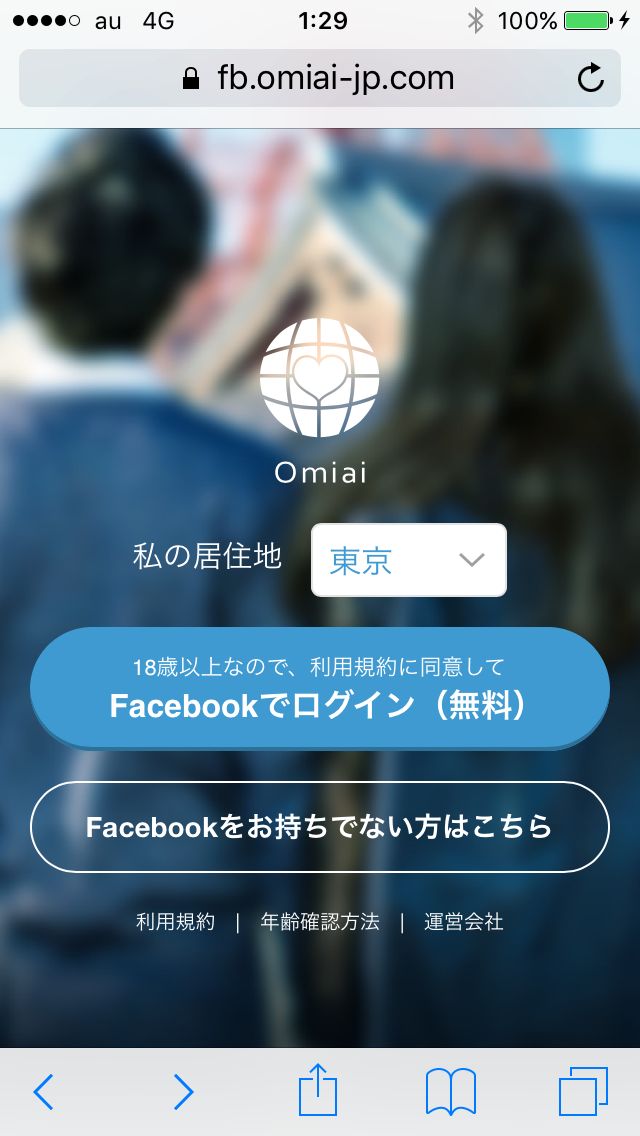 au 4G 1:29 100%
fb.omiai-jp.com
Omiai
私の居住地 東京
18歳以上なので、利用規約に同意して
Facebookでログイン（無料）
Facebookをお持ちでない方はこちら
利用規約 | 年齢確認方法 | 運営会社